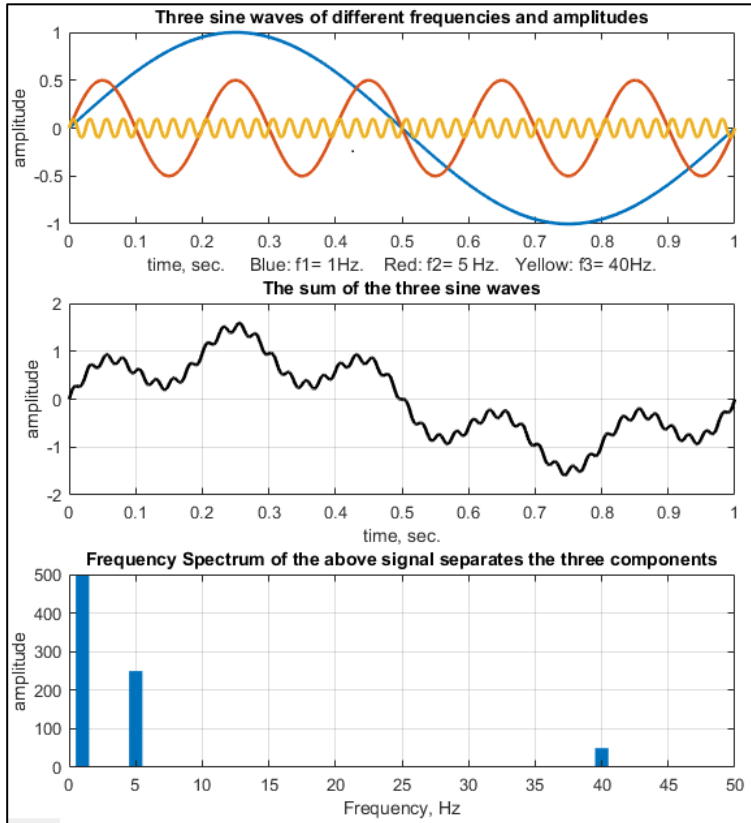 Three sine waves of different frequencies and amplitudes
1
0.5
0
-0.5
-1
amplitude
0 0.1 0.2 0.3 0.4 0.5 0.6 0.7 0.8 0.9 1
time, sec. Blue: f1= 1Hz. Red: f2= 5 Hz. Yellow: f3= 40Hz.
The sum of the three sine waves
2
1
0
-1
-2
amplitude
0 0.1 0.2 0.3 0.4 0.5 0.6 0.7 0.8 0.9 1
time, sec.
Frequency Spectrum of the above signal separates the three components
500
400
300
200
100
0
amplitude
0 5 10 15 20 25 30 35 40 45 50
Frequency, Hz